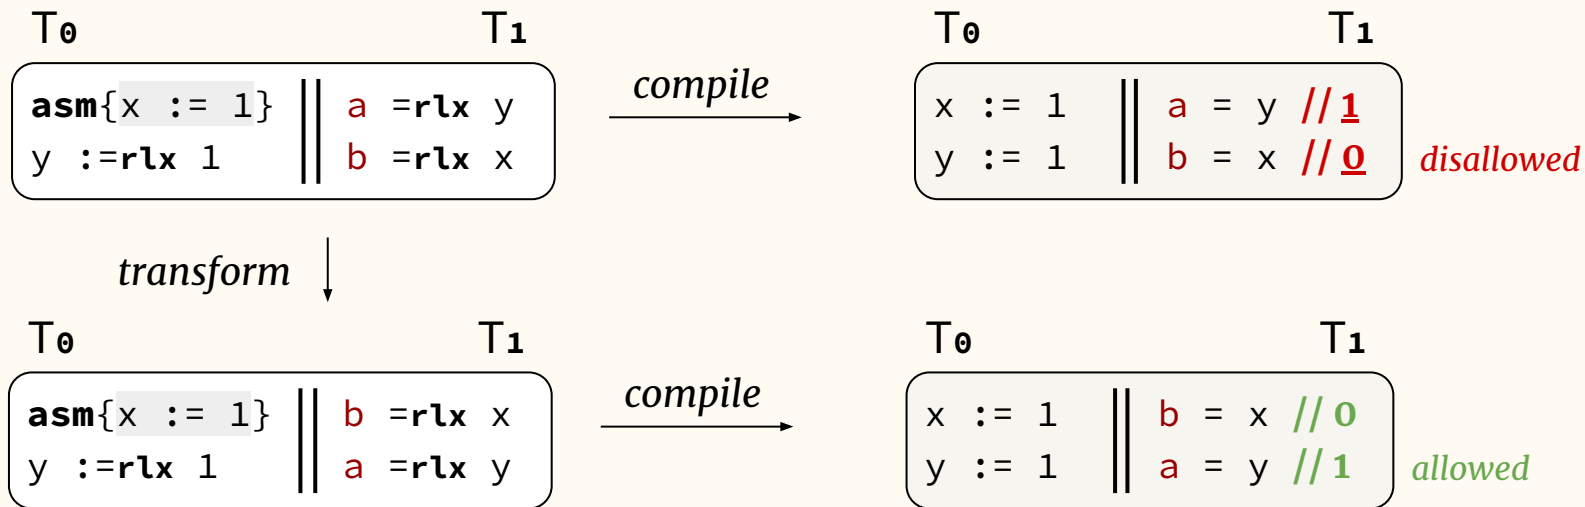 T0 T1
asm{x := 1} || a =rlx y
y :=rlx 1 || b =rlx x
compile
T0 T1
x := 1 || a = y //1
y := 1 || b = x //0
disallowed
transform
T0 T1
asm{x := 1} || b =rlx x
y :=rlx 1 || a =rlx y
compile
T0 T1
x := 1 || b = x //0
y := 1 || a = y //1
allowed